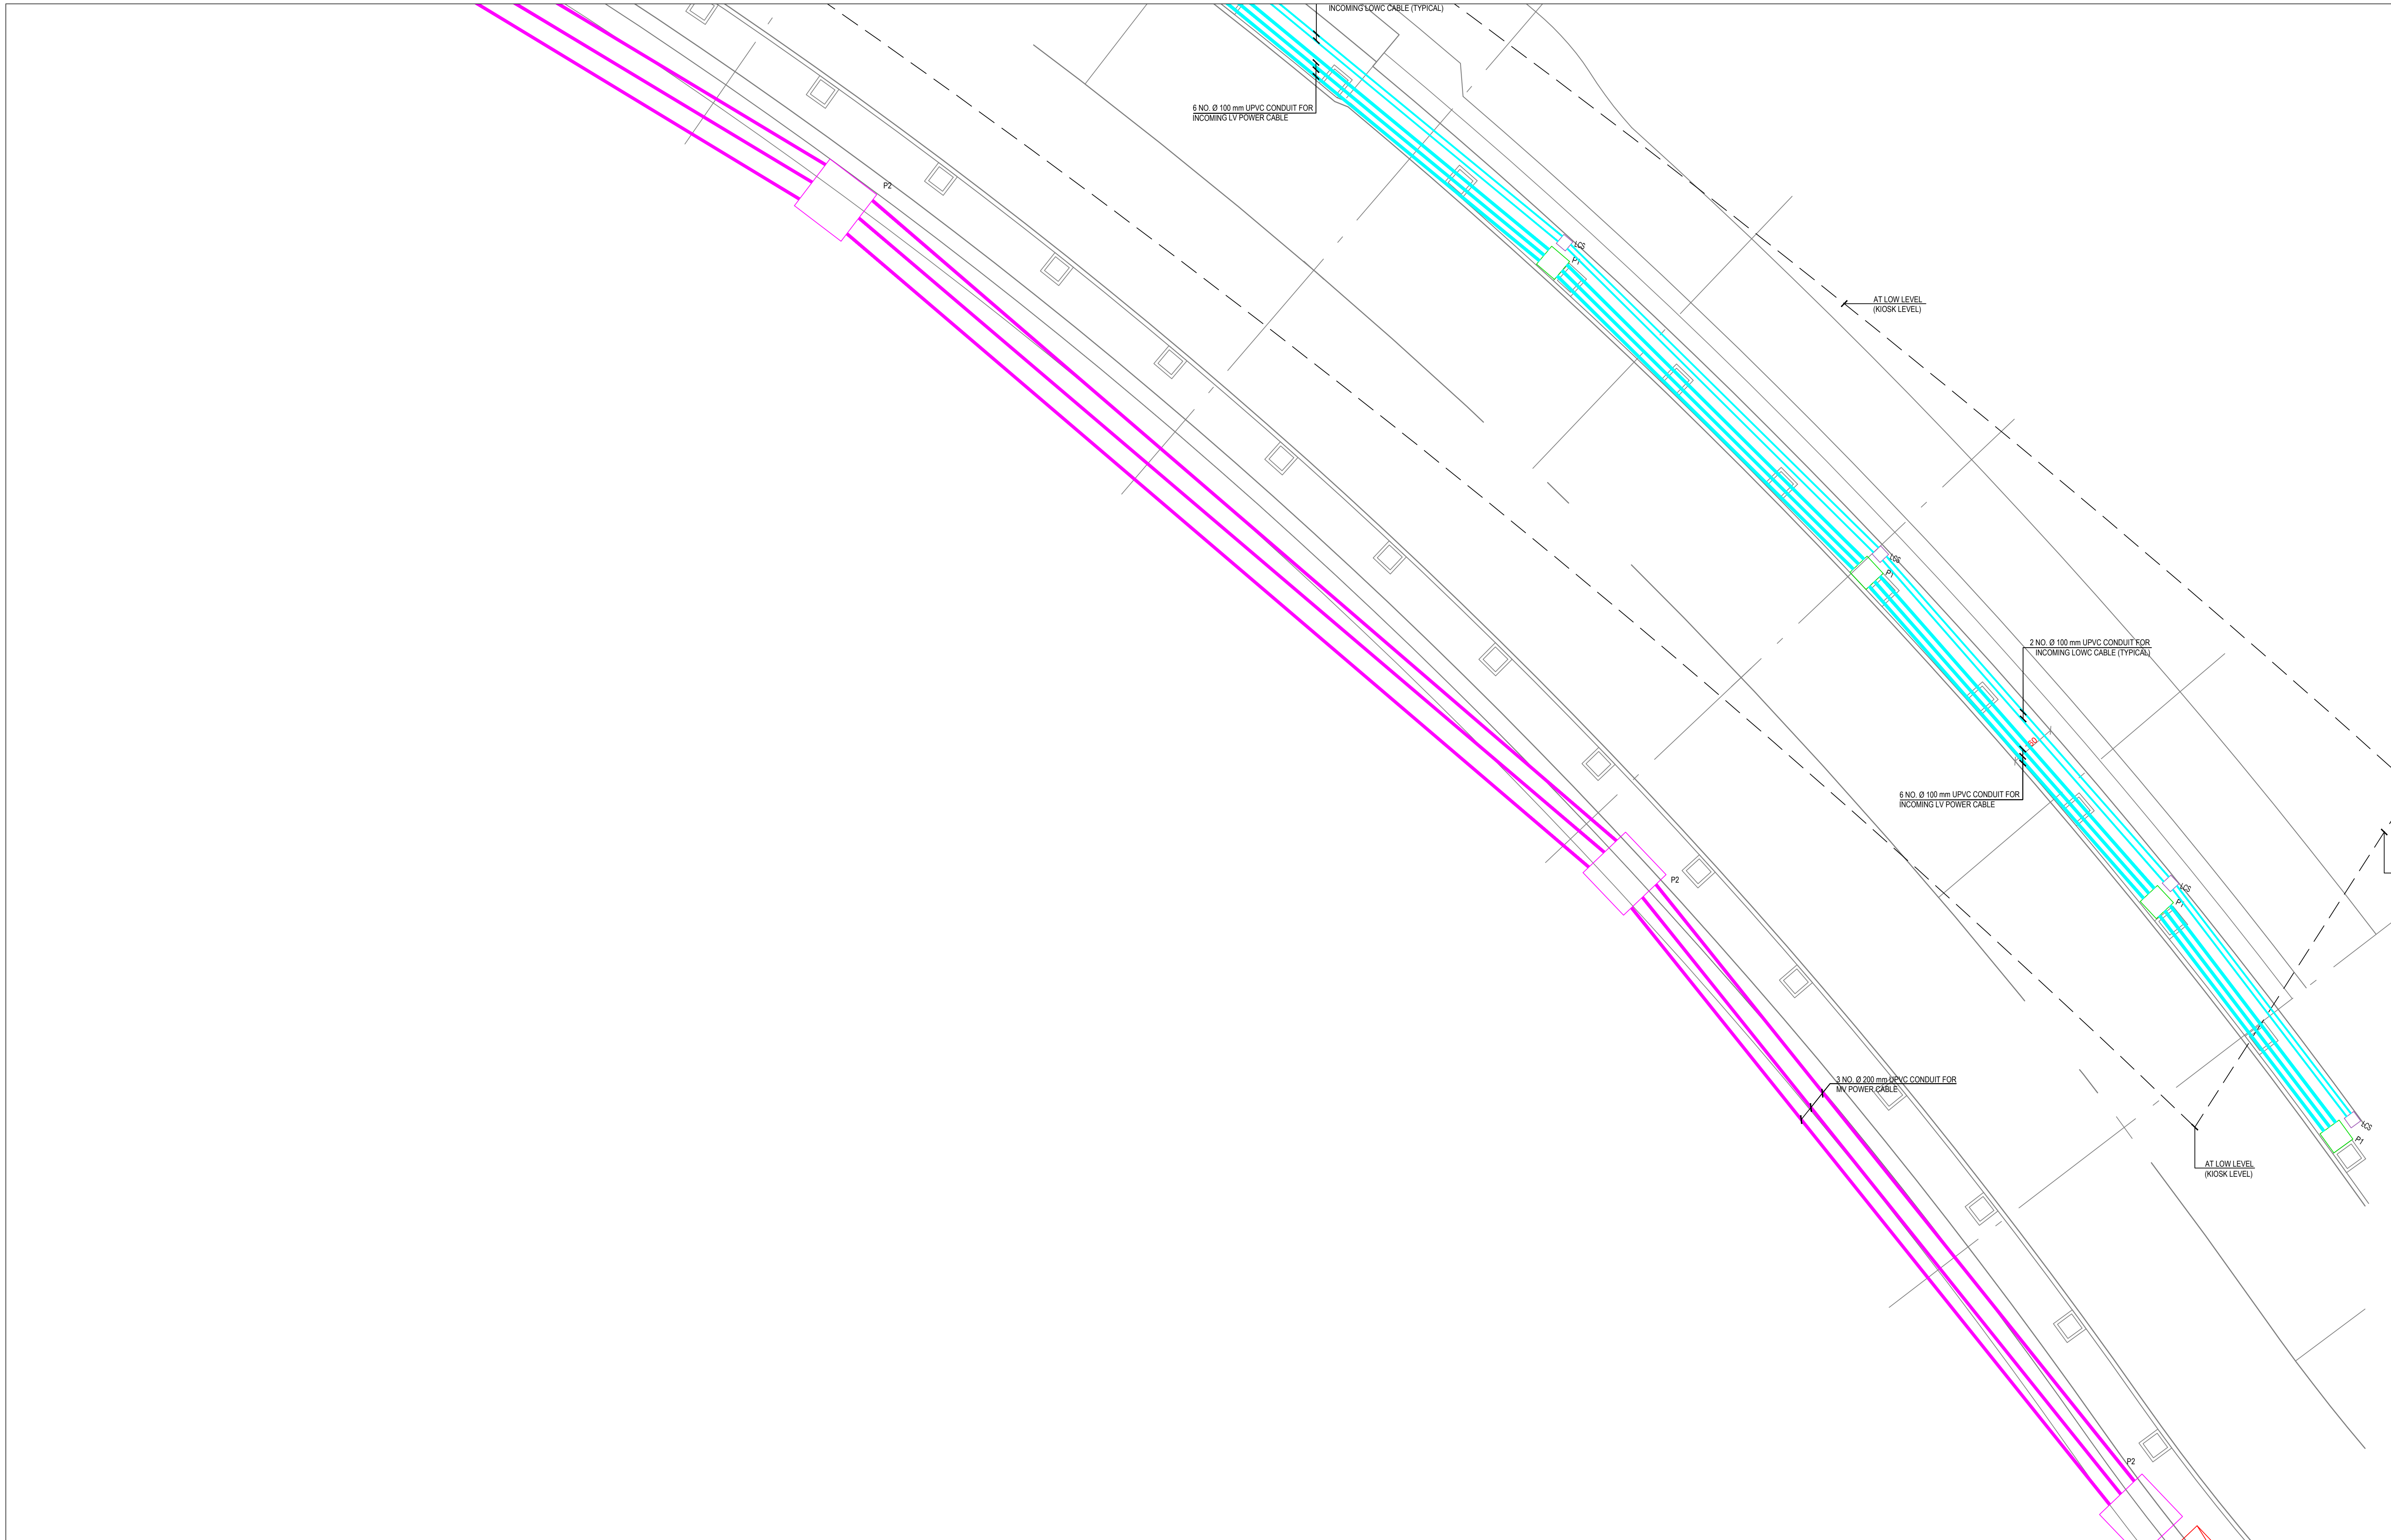 INCOMING LOWC CABLE (TYPICAL)
6 NO. Ø 100 mm UPVC CONDUIT FOR
INCOMING LV POWER CABLE
P2
LCS
P1
AT LOW LEVEL
(KIOSK LEVEL)
LCS
P1
2 NO. Ø 100 mm UPVC CONDUIT FOR
INCOMING LOWC CABLE (TYPICAL)
6 NO. Ø 100 mm UPVC CONDUIT FOR
INCOMING LV POWER CABLE
P2
LCS
P1
3 NO. Ø 200 mm UPVC CONDUIT FOR
MV POWER CABLE
LCS
P1
AT LOW LEVEL
(KIOSK LEVEL)
P2